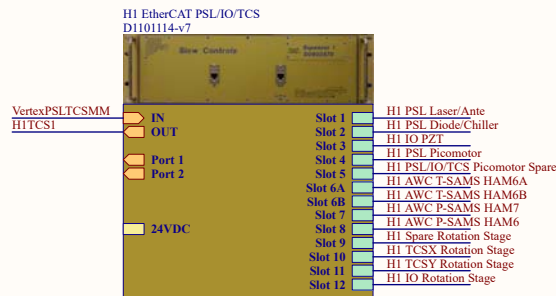 H1 EtherCAT PSL/IO/TCS
D1101114-v7
Slow Controls
VertexPSLTCSMM
IN
H1TCS1
OUT
Port 1
Port 2
24VDC
Slot 1 H1 PSL Laser/Ante
Slot 2 H1 PSL Diode/Chiller
Slot 3 H1 IO PZT
Slot 4 H1 PSL Picomotor
Slot 5 H1 PSL/IO/TCS Picomotor Spare
Slot 6A H1 AWC T-SAMS HAM6A
Slot 6B H1 AWC T-SAMS HAM6B
Slot 7 H1 AWC P-SAMS HAM7
Slot 8 H1 AWC P-SAMS HAM6
Slot 9 H1 Spare Rotation Stage
Slot 10 H1 TCSX Rotation Stage
Slot 11 H1 TCSY Rotation Stage
Slot 12 H1 IO Rotation Stage